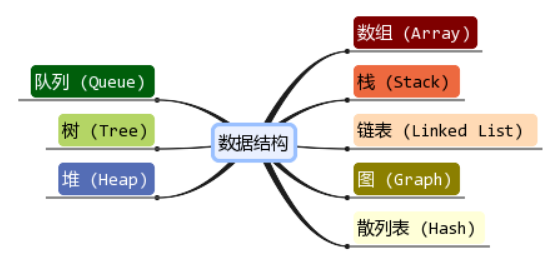 数组 (Array)
队列 (Queue)
栈 (Stack)
树 (Tree)
数据结构
链表 (Linked List)
堆 (Heap)
图 (Graph)
散列表 (Hash)